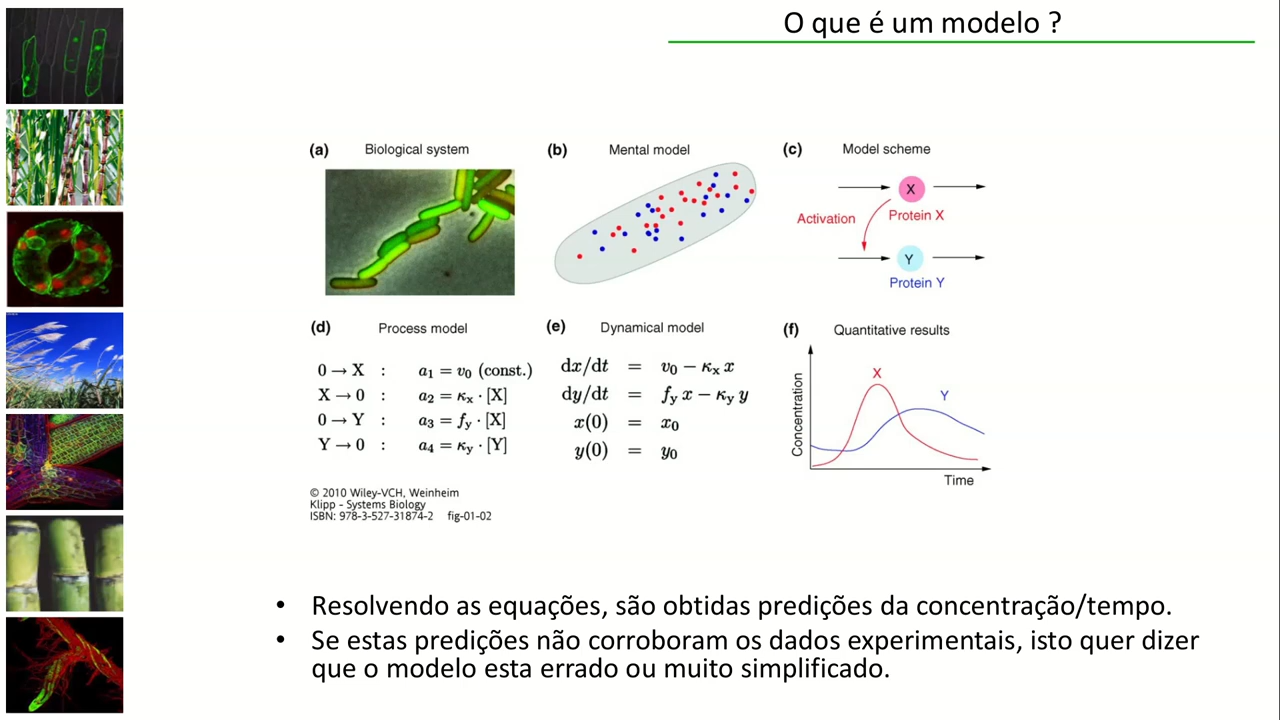 O que é um modelo ?
(a) Biological system
(b) Mental model
(c) Model scheme
X
Protein X
Activation
Y
Protein Y
(d) Process model
0 → X : a₁ = v₀ (const.)
X → 0 : a₂ = κₓ · [X]
0 → Y : a₃ = f_y · [X]
Y → 0 : a₄ = κ_y · [Y]
(e) Dynamical model
dx/dt = v₀ − κₓ x
dy/dt = f_y x − κ_y y
x(0) = x₀
y(0) = y₀
(f) Quantitative results
Concentration
X
Y
Time
© 2010 Wiley-VCH, Weinheim
Klipp - Systems Biology
ISBN: 978-3-527-31874-2 fig-01-02
• Resolvendo as equações, são obtidas predições da concentração/tempo.
• Se estas predições não corroboram os dados experimentais, isto quer dizer
que o modelo esta errado ou muito simplificado.